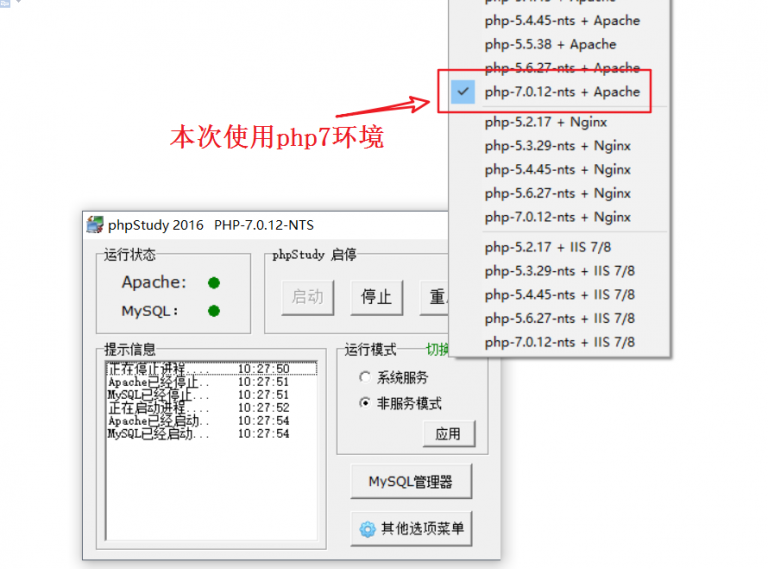 php-5.4.45-nts + Apache
php-5.5.38 + Apache
php-5.6.27-nts + Apache
php-7.0.12-nts + Apache
php-5.2.17 + Nginx
php-5.3.29-nts + Nginx
php-5.4.45-nts + Nginx
php-5.6.27-nts + Nginx
php-7.0.12-nts + Nginx
php-5.2.17 + IIS 7/8
php-5.3.29-nts + IIS 7/8
php-5.4.45-nts + IIS 7/8
php-5.6.27-nts + IIS 7/8
php-7.0.12-nts + IIS 7/8
本次使用php7环境
phpStudy 2016 PHP-7.0.12-NTS
运行状态
Apache:
MySQL:
phpStudy 启停
启动
停止
重
提示信息
正在停止进程.... 10:27:50
Apache已经停止.. 10:27:51
MySQL已经停止... 10:27:51
正在启动进程.... 10:27:52
Apache已经启动.. 10:27:54
MySQL已经启动... 10:27:54
运行模式
切换
系统服务
非服务模式
应用
MySQL管理器
其他选项菜单